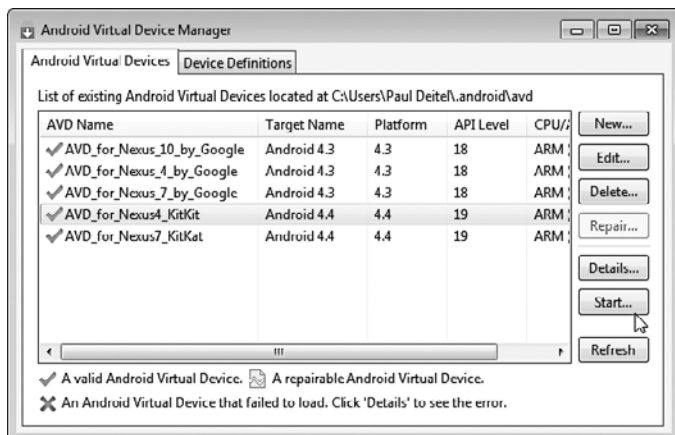 Android Virtual Device Manager
Android Virtual Devices Device Definitions
List of existing Android Virtual Devices located at C:\Users\Paul Deitel\.android\avd
AVD Name Target Name Platform API Level CPU/
AVD_for_Nexus_10_by_Google Android 4.3 4.3 18 ARM
AVD_for_Nexus_4_by_Google Android 4.3 4.3 18 ARM
AVD_for_Nexus_7_by_Google Android 4.3 4.3 18 ARM
AVD_for_Nexus4_KitKit Android 4.4 4.4 19 ARM
AVD_for_Nexus7_KitKat Android 4.4 4.4 19 ARM
New...
Edit...
Delete...
Repair...
Details...
Start...
Refresh
A valid Android Virtual Device. A repairable Android Virtual Device.
An Android Virtual Device that failed to load. Click 'Details' to see the error.